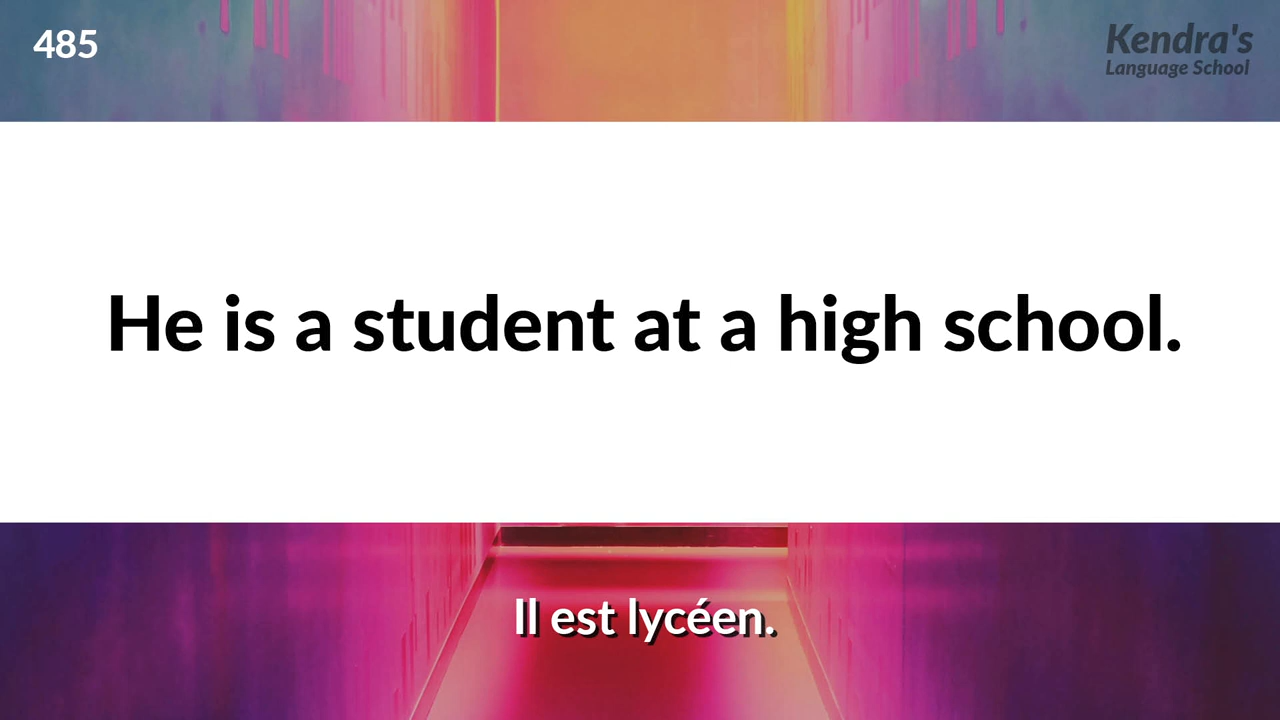 485
Kendra's
Language School
He is a student at a high school.
Il est lycéen.